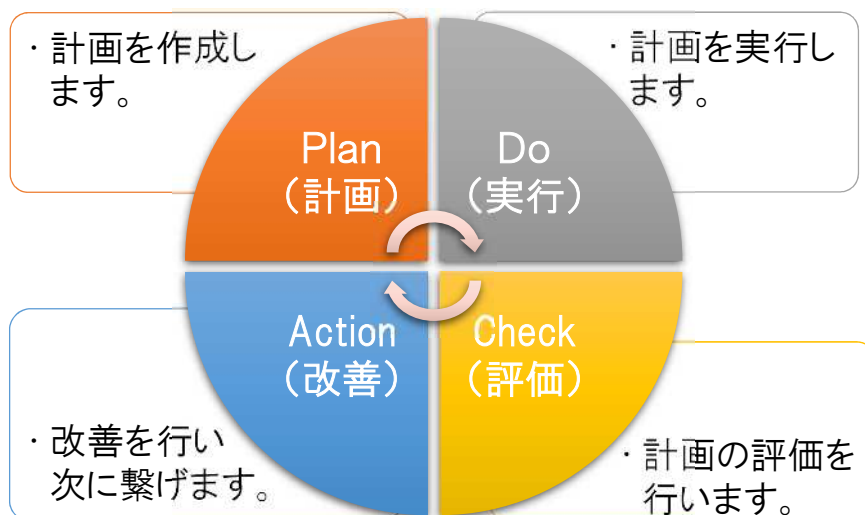 ・計画を作成し
ます。
・計画を実行し
ます。
Plan
（計画）
Do
（実行）
Action
（改善）
Check
（評価）
・改善を行い
次に繋げます。
・計画の評価を
行います。